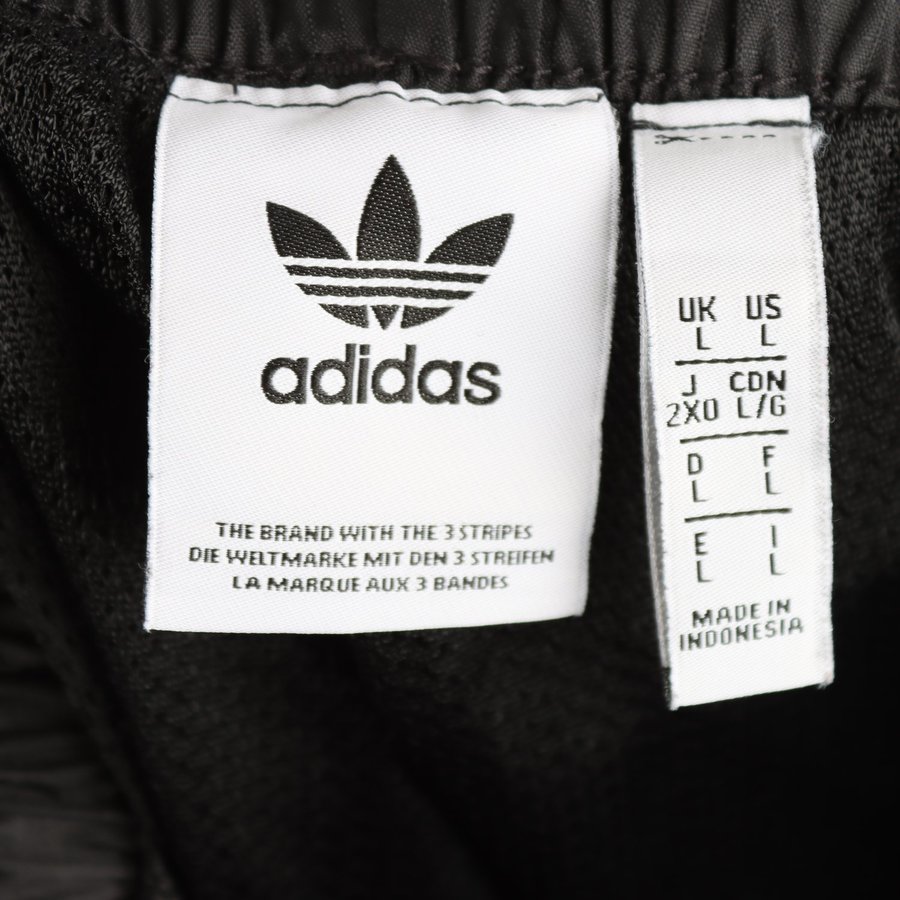 adidas
THE BRAND WITH THE 3 STRIPES
DIE WELTMARKE MIT DEN 3 STREIFEN
LA MARQUE AUX 3 BANDES
UK US
L L
J CDN
2XO L/G
D F
L L
E I
L L
MADE IN
INDONESIA